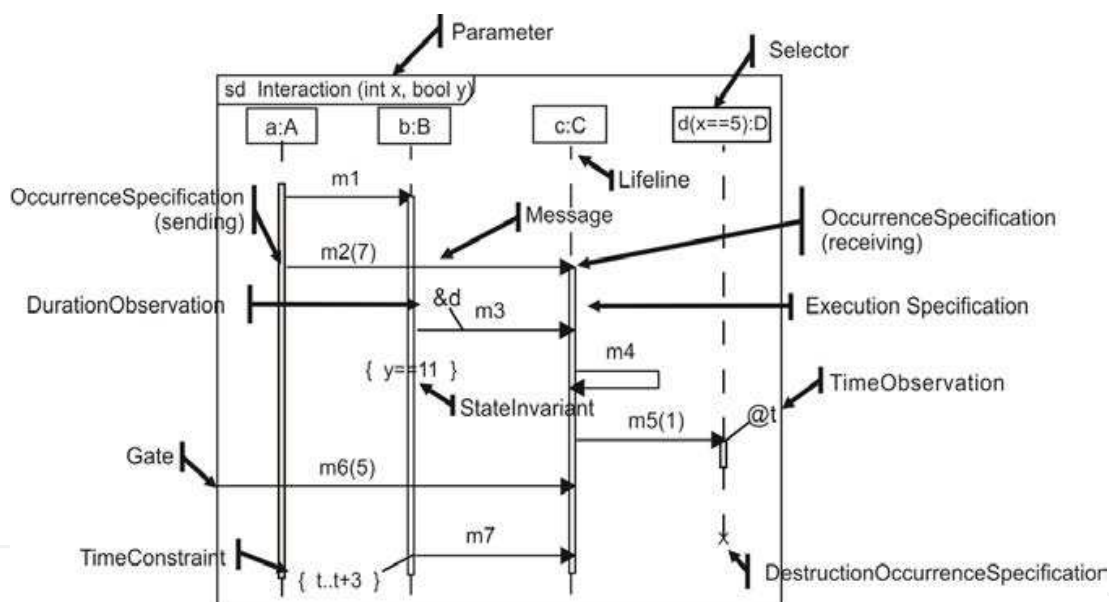 Parameter
Selector
sd Interaction (int x, bool y)
a:A
b:B
c:C
d(x==5):D
Lifeline
m1
OccurrenceSpecification
(sending)
Message
OccurrenceSpecification
(receiving)
m2(7)
DurationObservation
&d
m3
Execution Specification
m4
{ y==11 }
TimeObservation
StateInvariant
m5(1)
@t
Gate
m6(5)
m7
TimeConstraint
{ t..t+3 }
DestructionOccurrenceSpecification